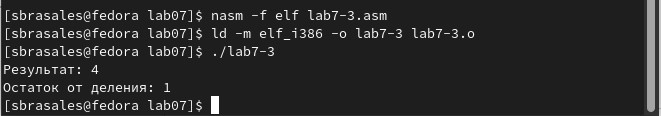 [sbrasales@fedora lab07]$ nasm -f elf lab7-3.asm
[sbrasales@fedora lab07]$ ld -m elf_i386 -o lab7-3 lab7-3.o
[sbrasales@fedora lab07]$ ./lab7-3
Результат: 4
Остаток от деления: 1
[sbrasales@fedora lab07]$